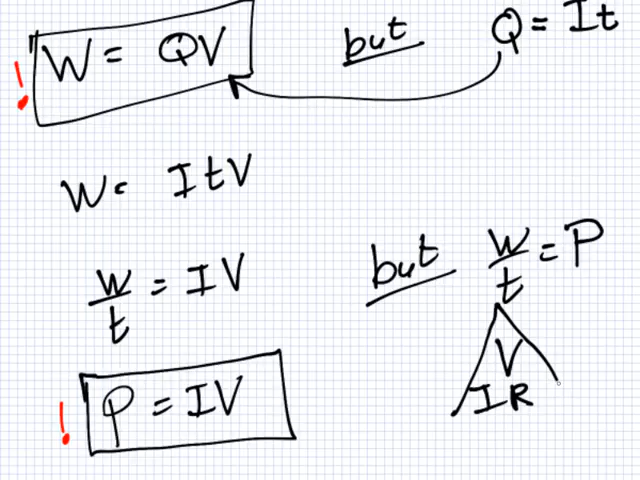 ! W = QV but Q = It
W = ItV
w/t = IV but w/t = P
V
! P = IV IR